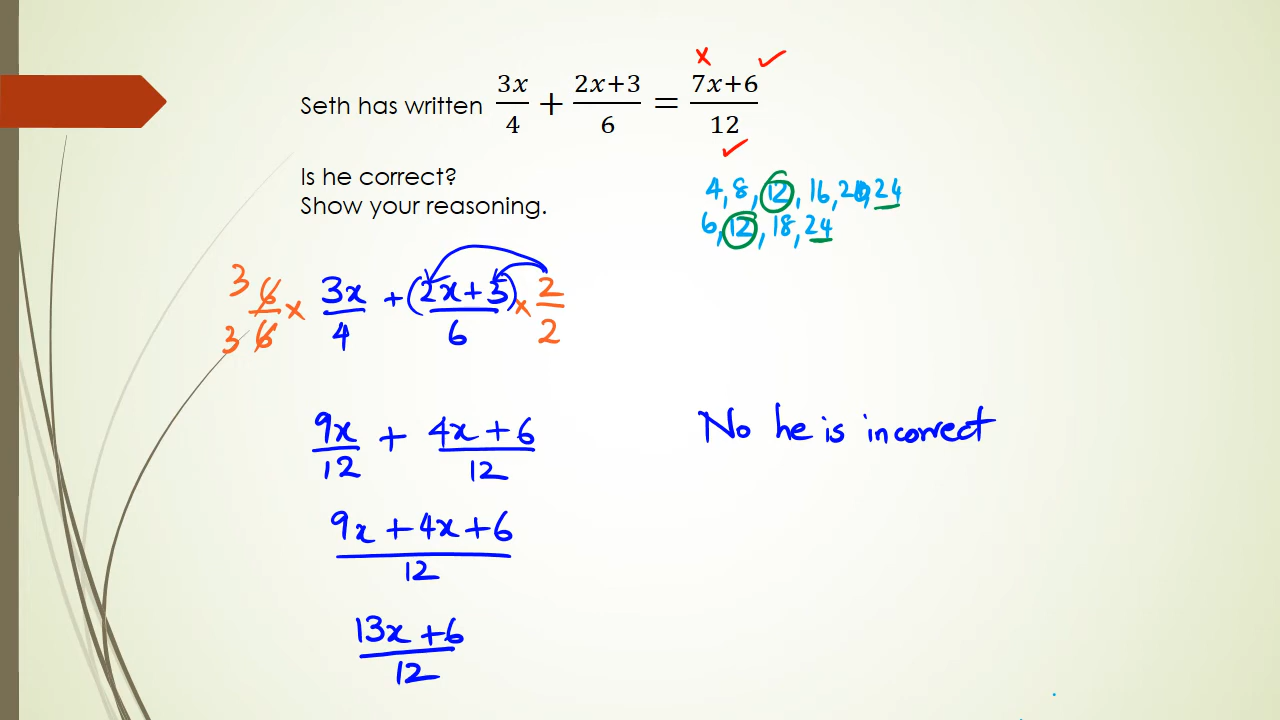 x ✓
Seth has written 3x/4 + 2x+3/6 = 7x+6/12
✓
Is he correct?
Show your reasoning.
4, 8, 12, 16, 20, 24
6, 12, 18, 24
3 6/3 6 × 3x/4 + (2x + 3)/6 × 2/2
9x/12 + 4x + 6/12
No he is incorrect
9x + 4x + 6/12
13x + 6/12